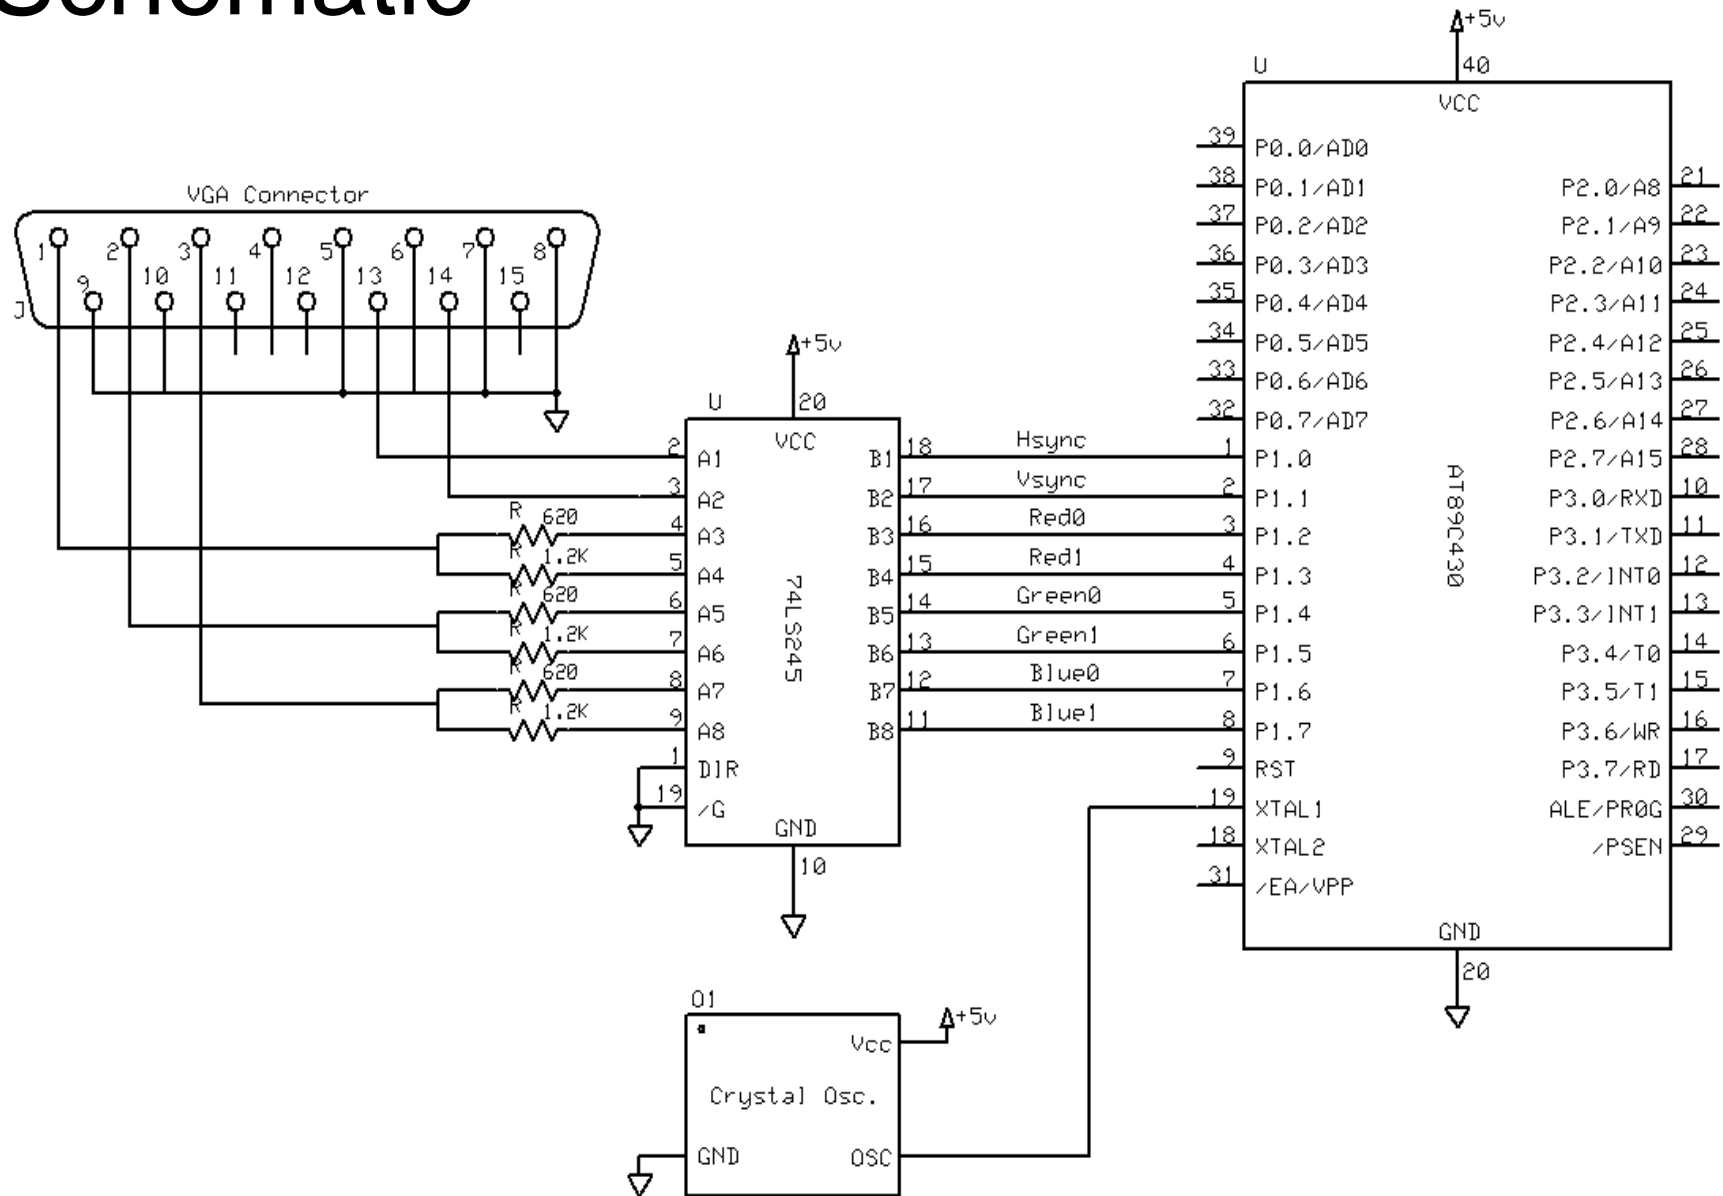 Schematic
VGA Connector
1 2 3 4 5 6 7 8
9 10 11 12 13 14 15
J
U
+5v
20
VCC
2 A1 B1 18
3 A2 B2 17
4 A3 B3 16
5 A4 B4 15
6 A5 B5 14
7 A6 B6 13
8 A7 B7 12
9 A8 B8 11
1 DIR
19 /G
GND
10
74LS245
R 620
R 1.2K
R 620
R 1.2K
R 620
R 1.2K
Hsync
Vsync
Red0
Red1
Green0
Green1
Blue0
Blue1
U
+5v
40
VCC
39 P0.0/AD0
38 P0.1/AD1
37 P0.2/AD2
36 P0.3/AD3
35 P0.4/AD4
34 P0.5/AD5
33 P0.6/AD6
32 P0.7/AD7
1 P1.0
2 P1.1
3 P1.2
4 P1.3
5 P1.4
6 P1.5
7 P1.6
8 P1.7
9 RST
19 XTAL1
18 XTAL2
31 /EA/VPP
AT89C430
P2.0/A8 21
P2.1/A9 22
P2.2/A10 23
P2.3/A11 24
P2.4/A12 25
P2.5/A13 26
P2.6/A14 27
P2.7/A15 28
P3.0/RXD 10
P3.1/TXD 11
P3.2/INT0 12
P3.3/INT1 13
P3.4/T0 14
P3.5/T1 15
P3.6/WR 16
P3.7/RD 17
ALE/PROG 30
/PSEN 29
GND
20
O1
Vcc
+5v
Crystal Osc.
GND OSC